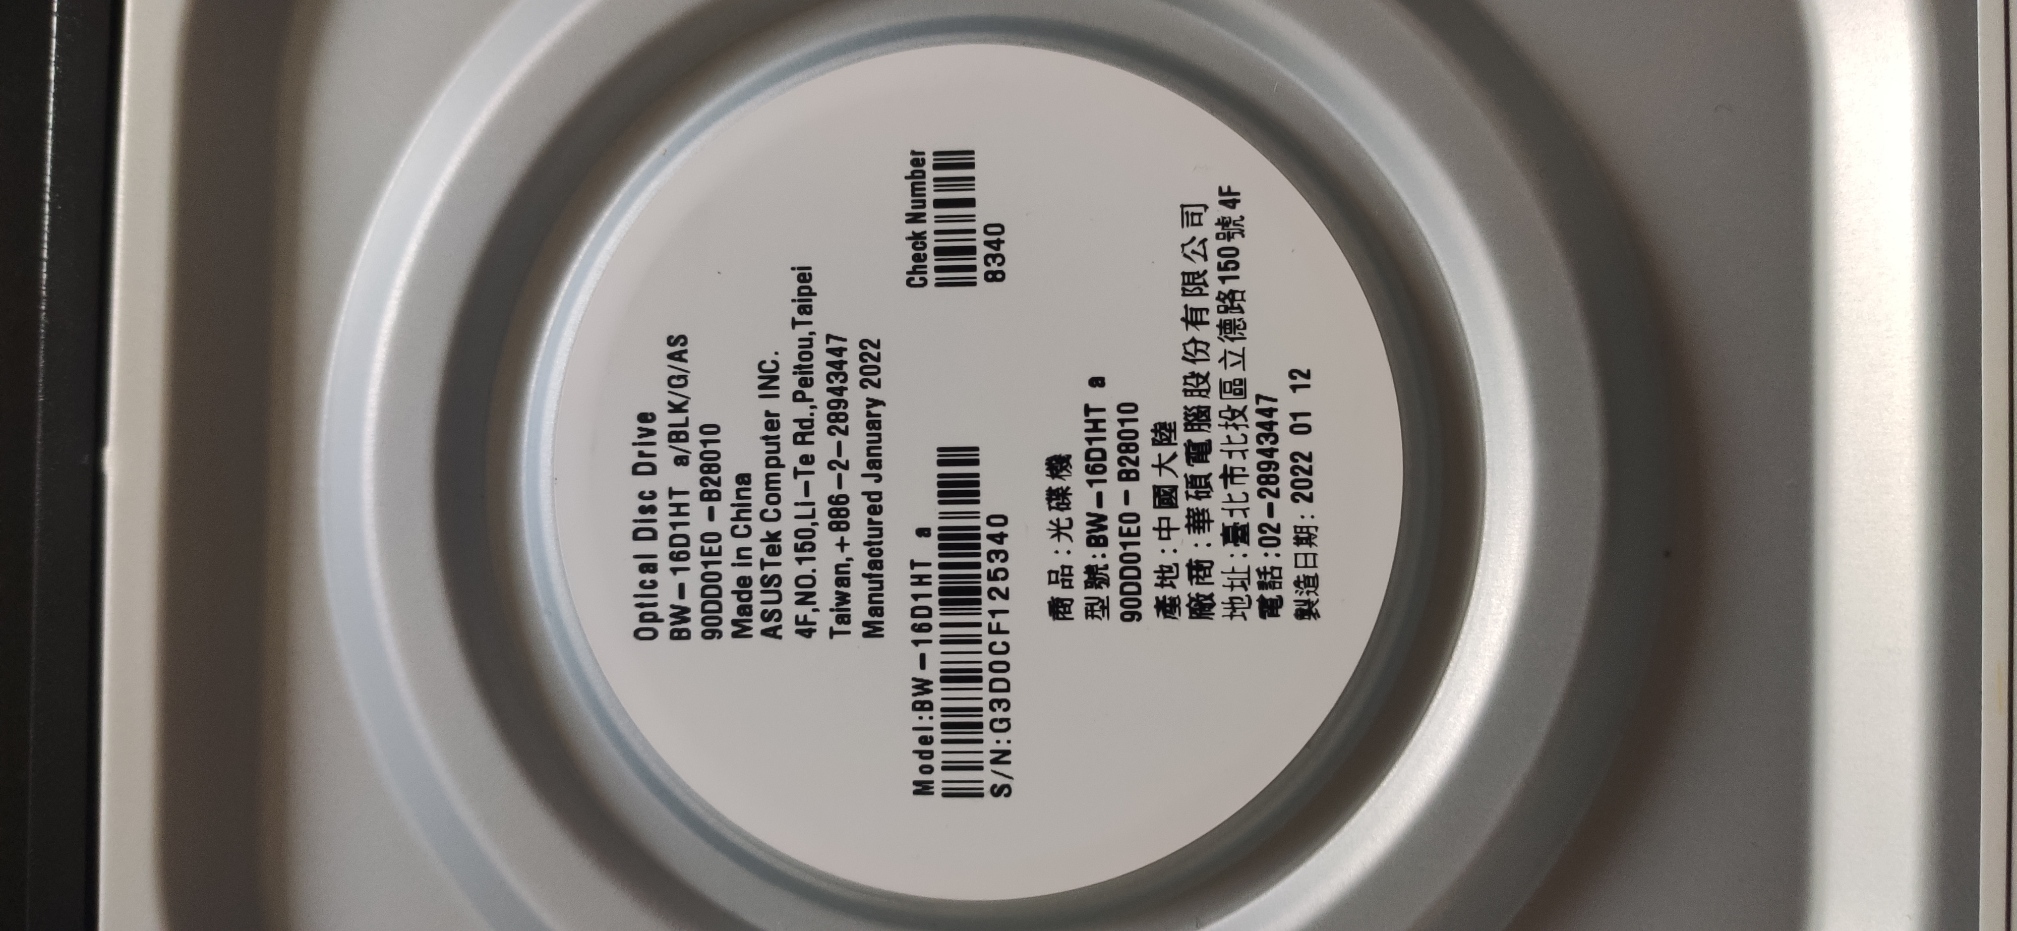 Optical Disc Drive
BW-16D1HT a/BLK/G/AS
90DD01E0-B28010
Made in China
ASUSTek Computer INC.
4F,NO.150,Li-Te Rd.,Peitou,Taipei
Taiwan,+886-2-28943447
Manufactured January 2022
Model:BW-16D1HT a
S/N:G3D0CF125340
Check Number
8340
商品:光碟機
型號:BW-16D1HT a
90DD01E0-B28010
產地:中國大陸
廠商:華碩電腦股份有限公司
地址:臺北市北投區立德路150號4F
電話:02-28943447
製造日期:2022 01 12